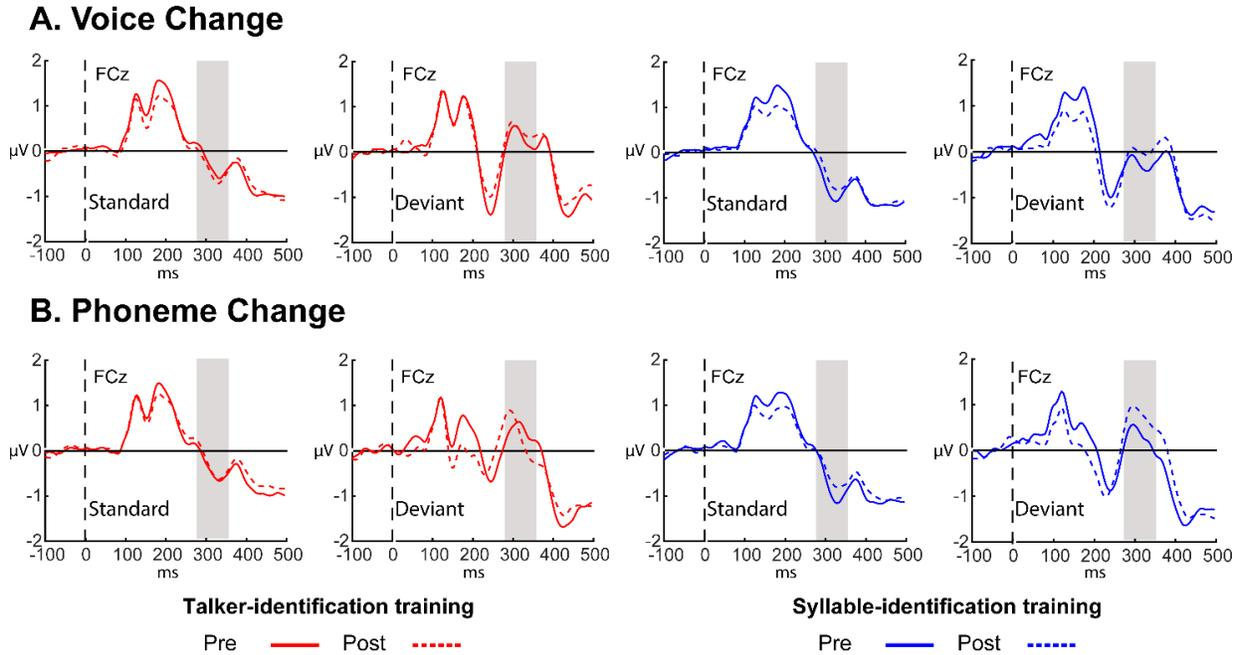 A. Voice Change
2 1 μV 0 -1 -2 FCz Standard
-100 0 100 200 300 400 500
ms
2 1 0 -1 -2 FCz Deviant
-100 0 100 200 300 400 500
ms
2 1 μV 0 -1 -2 FCz Standard
-100 0 100 200 300 400 500
ms
2 1 μV 0 -1 -2 FCz Deviant
-100 0 100 200 300 400 500
ms
B. Phoneme Change
2 1 μV 0 -1 -2 FCz Standard
-100 0 100 200 300 400 500
ms
2 1 μV 0 -1 -2 FCz Deviant
-100 0 100 200 300 400 500
ms
2 1 μV 0 -1 -2 FCz Standard
-100 0 100 200 300 400 500
ms
2 1 μV 0 -1 -2 FCz Deviant
-100 0 100 200 300 400 500
ms
Talker-identification training
Pre Post
Syllable-identification training
Pre Post